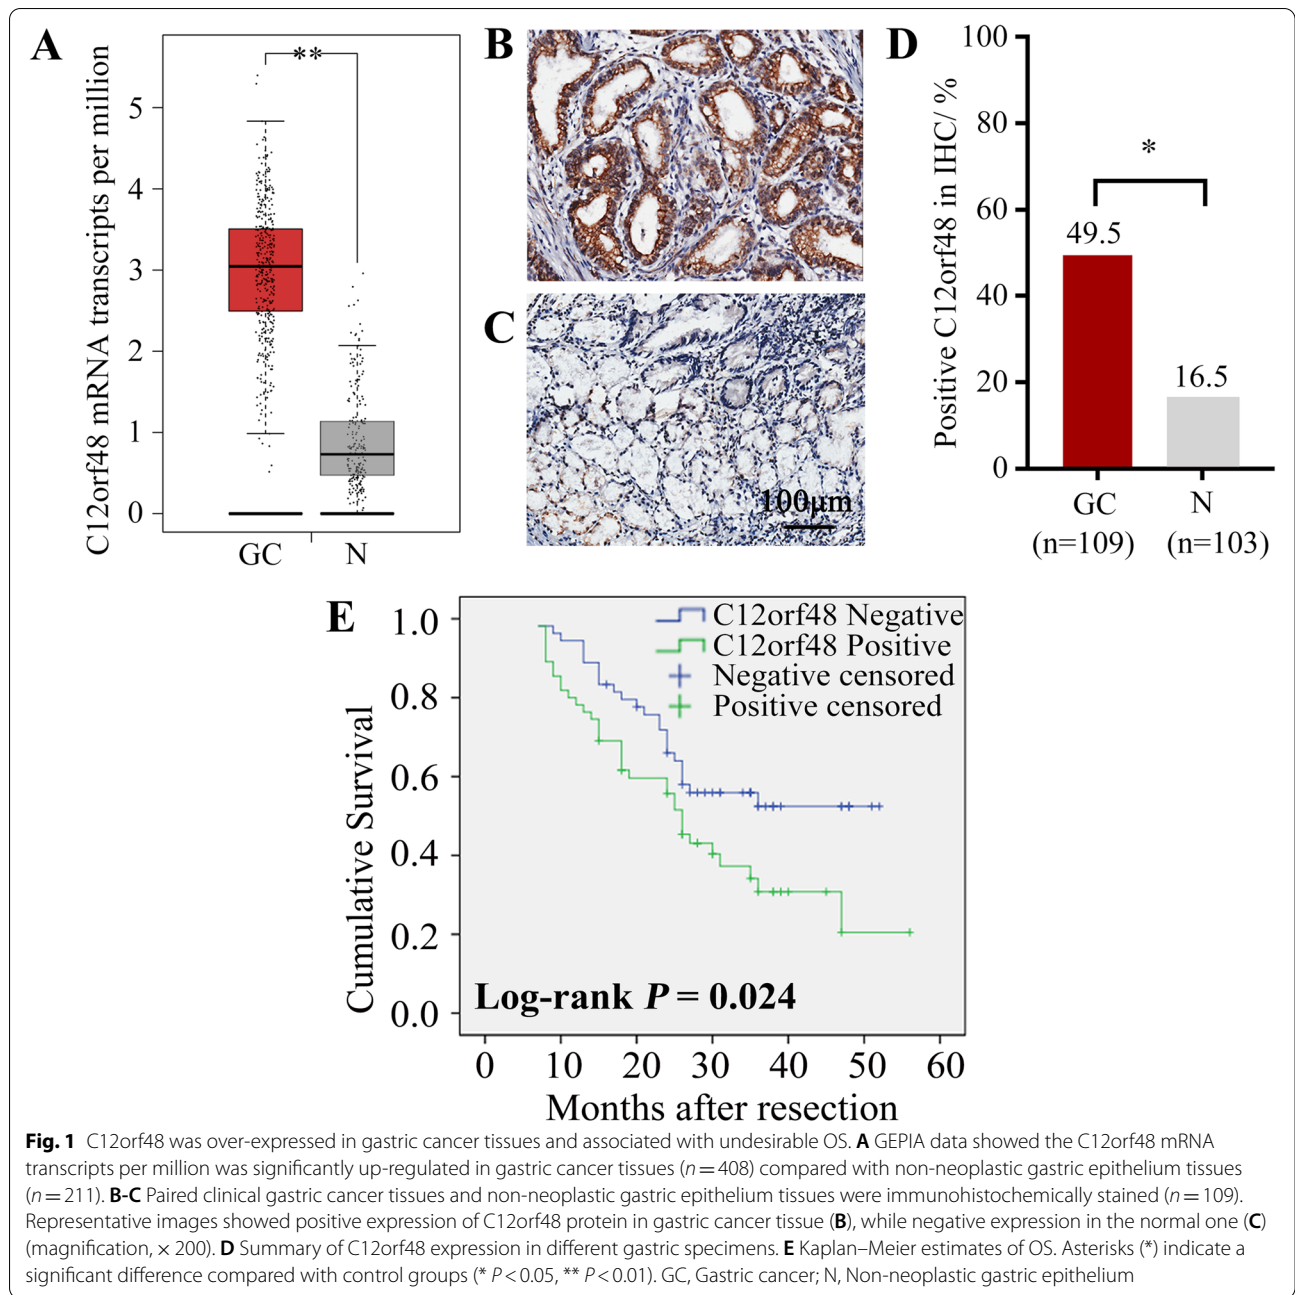 A
**
C12orf48 mRNA transcripts per million
5
4
3
2
1
0
GC
N
B
C
100μm
D
*
Positive C12orf48 in IHC/ %
100
80
60
40
20
0
49.5
16.5
GC
N
(n=109)
(n=103)
E
C12orf48 Negative
C12orf48 Positive
Negative censored
Positive censored
Cumulative Survival
1.0
0.8
0.6
0.4
0.2
0.0
Log-rank P = 0.024
0 10 20 30 40 50 60
Months after resection
Fig. 1 C12orf48 was over-expressed in gastric cancer tissues and associated with undesirable OS. A GEPIA data showed the C12orf48 mRNA
transcripts per million was significantly up-regulated in gastric cancer tissues (n = 408) compared with non-neoplastic gastric epithelium tissues
(n = 211). B-C Paired clinical gastric cancer tissues and non-neoplastic gastric epithelium tissues were immunohistochemically stained (n = 109).
Representative images showed positive expression of C12orf48 protein in gastric cancer tissue (B), while negative expression in the normal one (C)
(magnification, × 200). D Summary of C12orf48 expression in different gastric specimens. E Kaplan–Meier estimates of OS. Asterisks (*) indicate a
significant difference compared with control groups (* P < 0.05, ** P < 0.01). GC, Gastric cancer; N, Non-neoplastic gastric epithelium